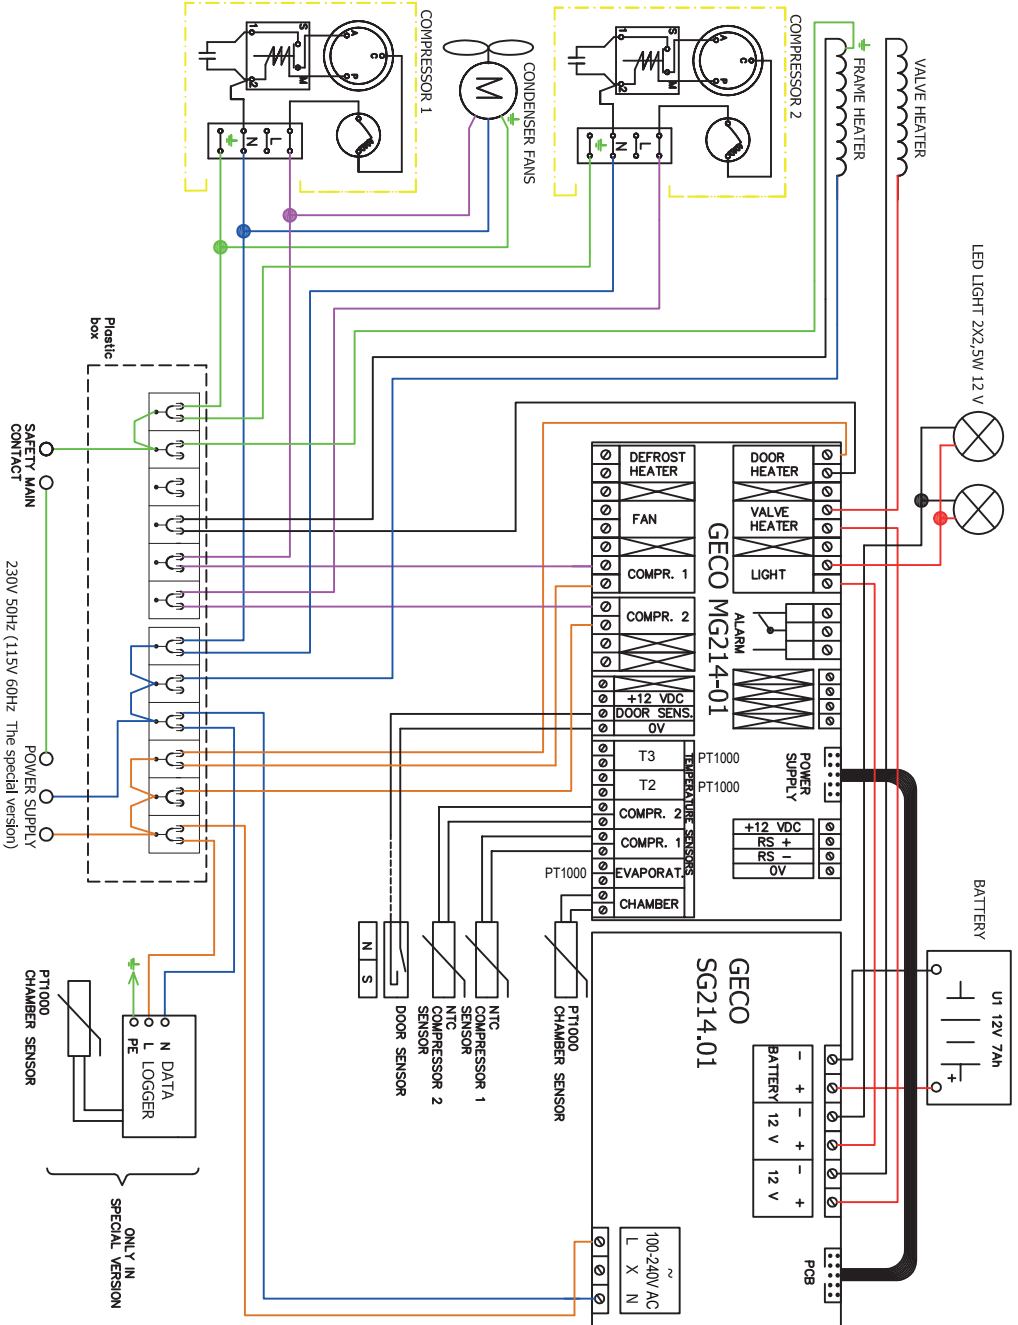 COMPRESSOR 1
S
1
A
C
P
M
2
N
L
CONDENSER FANS
M
COMPRESSOR 2
S
1
A
C
P
M
2
N
L
FRAME HEATER
VALVE HEATER
LED LIGHT 2X2,5W 12 V
Plastic
box
SAFETY MAIN
CONTACT
230V 50Hz (115V 60Hz The special version)
POWER SUPPLY
GECO MG214-01
DEFROST
HEATER
FAN
COMPR. 1
COMPR. 2
+12 VDC
DOOR SENS.
0V
T3
T2
COMPR. 2
COMPR. 1
EVAPORAT.
CHAMBER
TEMPERATURE SENSORS
PT1000
PT1000
PT1000
DOOR
HEATER
VALVE
HEATER
LIGHT
ALARM
POWER
SUPPLY
+12 VDC
RS +
RS -
0V
BATTERY
U1 12V 7Ah
+
GECO
SG214.01
- +
BATTERY
- +
12 V
- +
12 V
PCB
~
100-240V AC
L X N
N S
DOOR SENSOR
NTC
COMPRESSOR 2
SENSOR
NTC
COMPRESSOR 1
SENSOR
PT1000
CHAMBER SENSOR
PT1000
CHAMBER SENSOR
N
L
PE
DATA
LOGGER
ONLY IN
SPECIAL VERSION